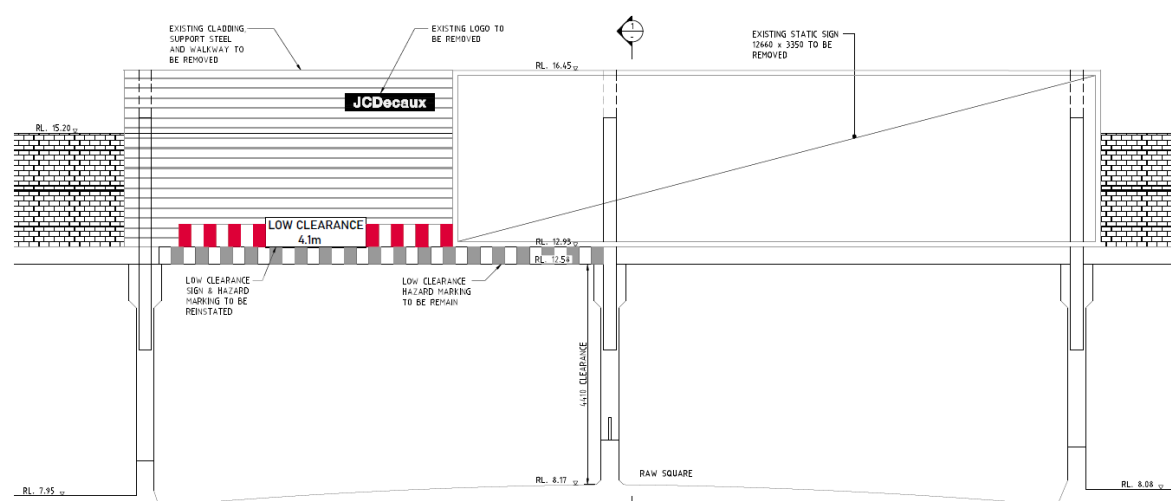 EXISTING CLADDING,
SUPPORT STEEL
AND WALKWAY TO
BE REMOVED
EXISTING LOGO TO
BE REMOVED
1
-
EXISTING STATIC SIGN
12660 x 3350 TO BE
REMOVED
RL. 16.45
JCDecaux
RL. 15.20
LOW CLEARANCE
4.1m
RL. 12.93
RL. 12.58
LOW CLEARANCE
SIGN & HAZARD
MARKING TO BE
REINSTATED
LOW CLEARANCE
HAZARD MARKING
TO BE REMAIN
4410 CLEARANCE
RAW SQUARE
RL. 7.95
RL. 8.17
RL. 8.08